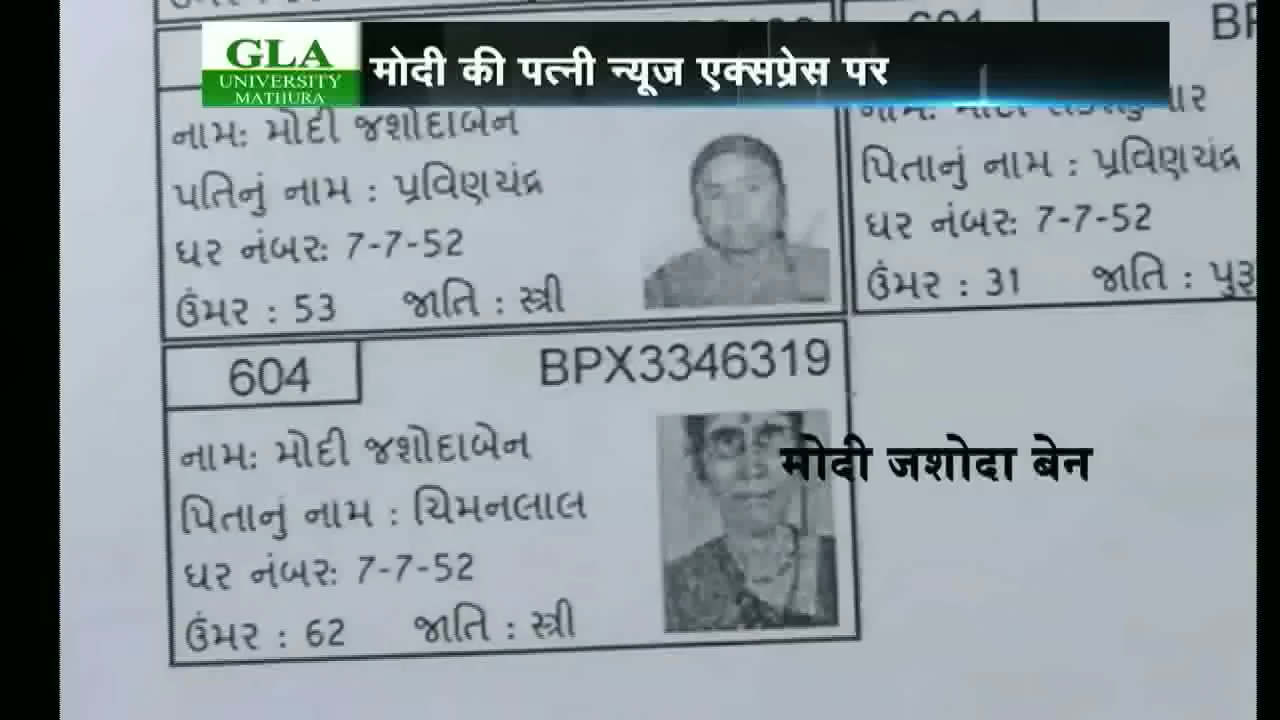 GLA
UNIVERSITY
MATHURA
मोदी की पत्नी न्यूज एक्सप्रेस पर
નામઃ મોદી જશોદાબેન
પતિનું નામ : પ્રવિણચંદ્ર
ઘર નંબરઃ 7-7-52
ઉંમર : 53 જાતિ : સ્ત્રી
પિતાનું નામ : પ્રવિણચંદ્ર
ઘર નંબરઃ 7-7-52
ઉંમર : 31 જાતિ :
604 BPX3346319
નામઃ મોદી જશોદાબેન
પિતાનું નામ : ચિમનલાલ
ઘર નંબરઃ 7-7-52
ઉંમર : 62 જાતિ : સ્ત્રી
मोदी जशोदा बेन